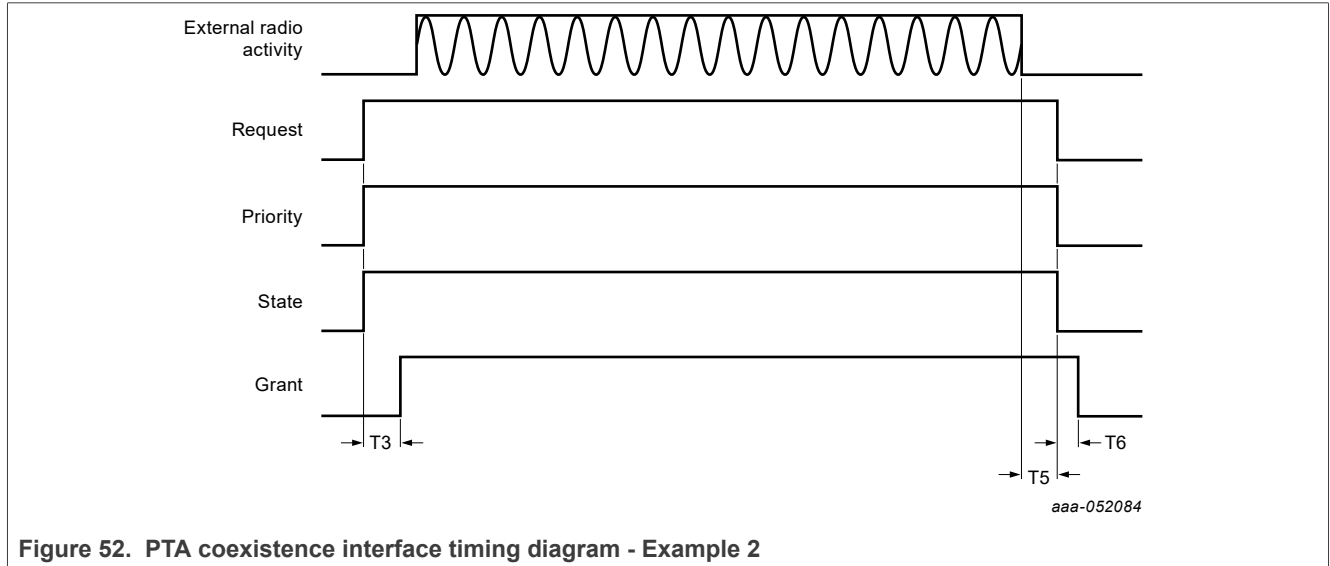 External radio
activity
Request
Priority
State
Grant
T3
T6
T5
aaa-052084
Figure 52. PTA coexistence interface timing diagram - Example 2